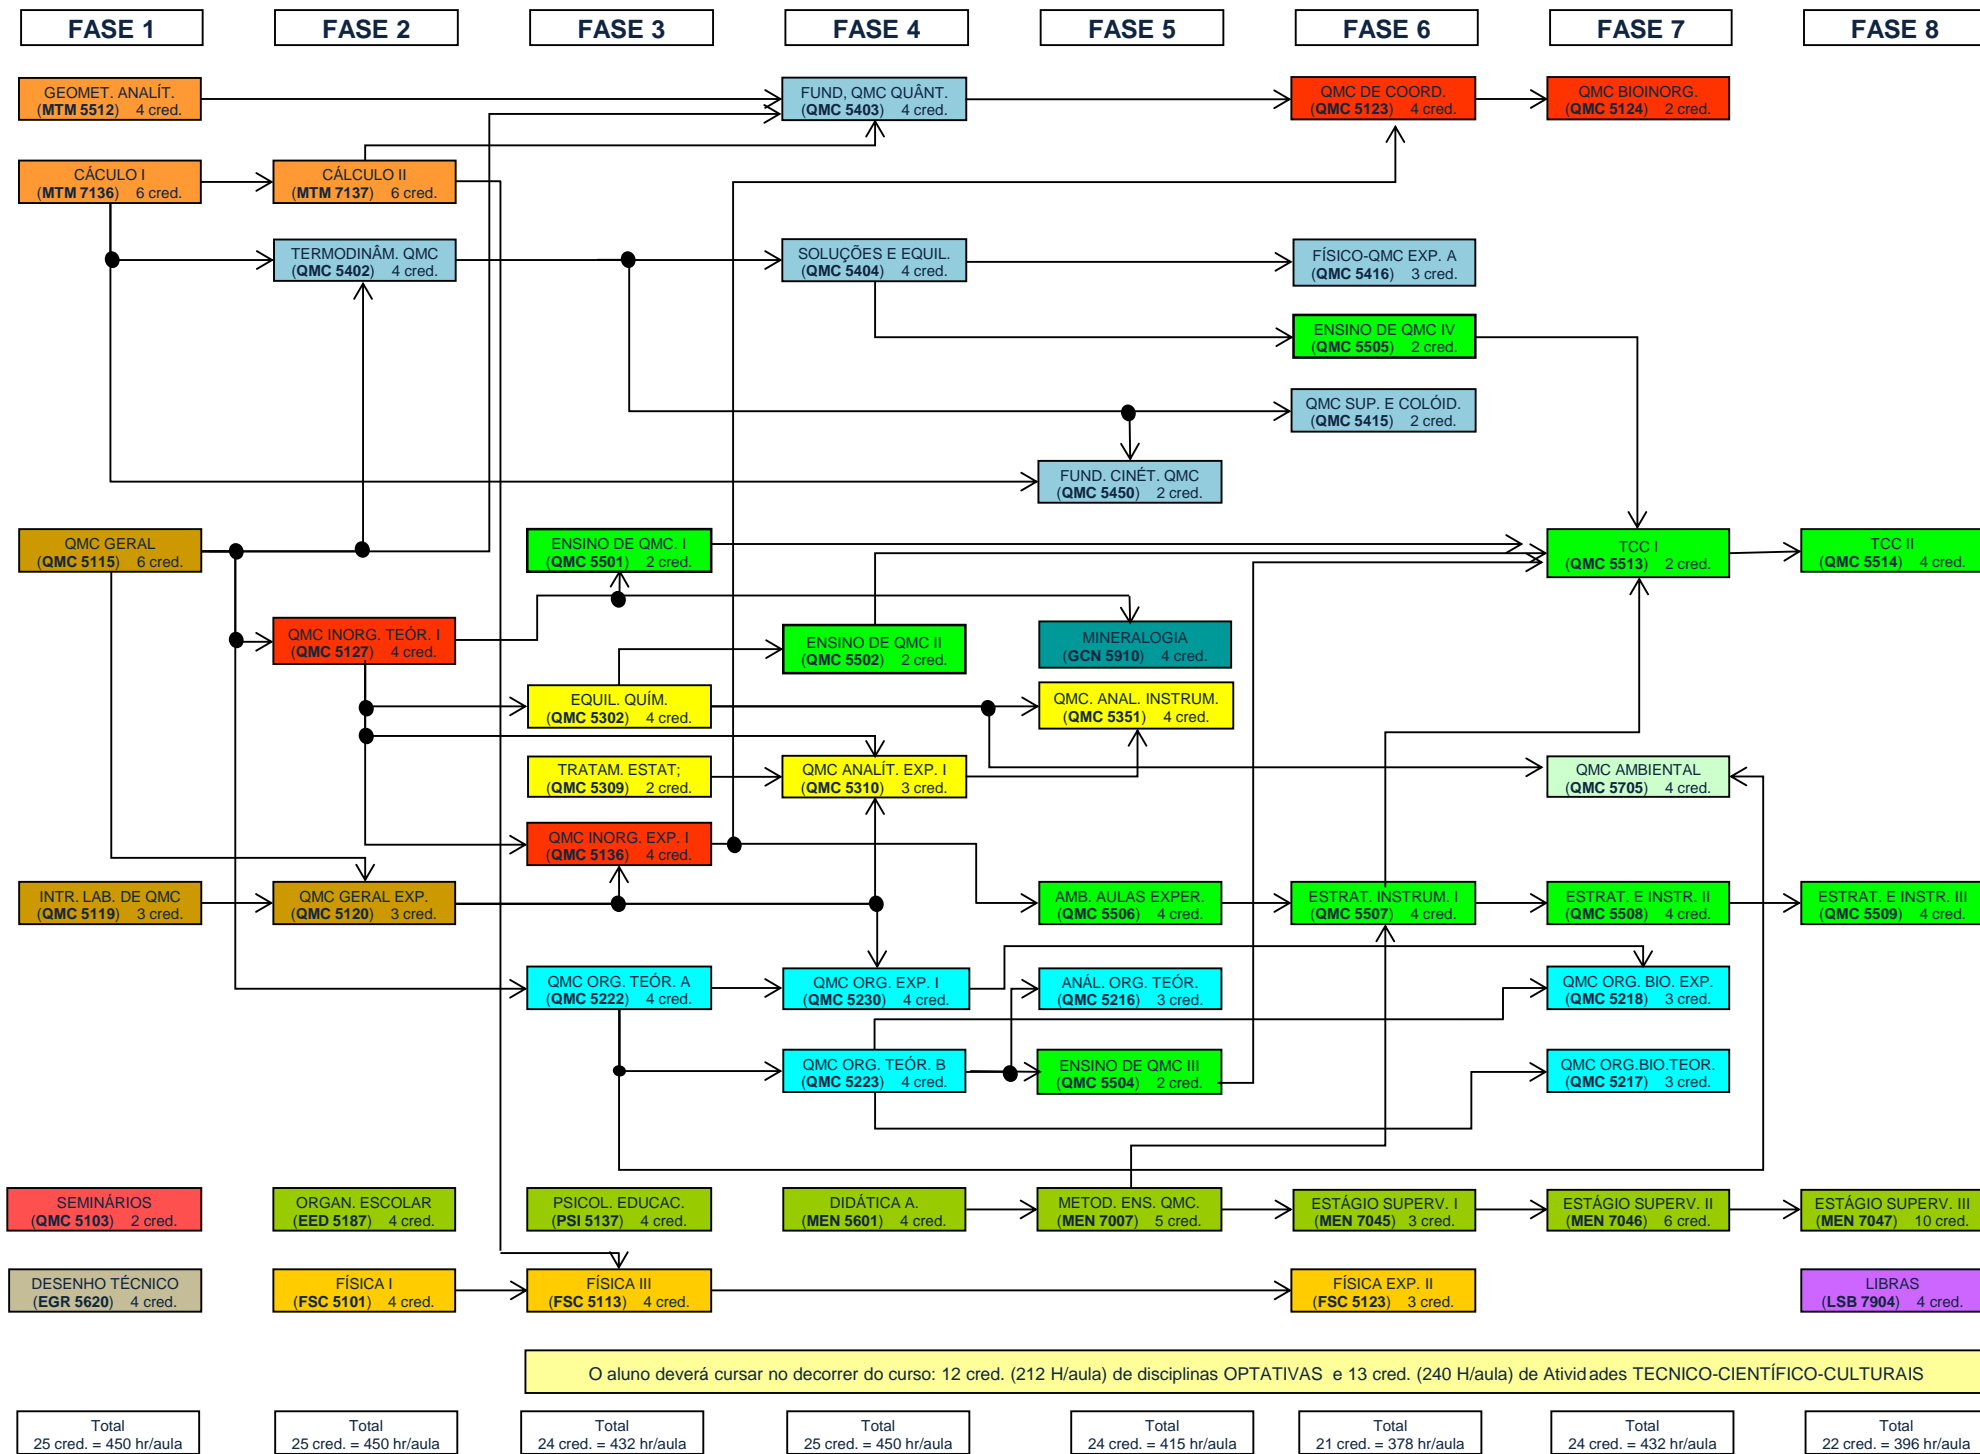 FASE 1
FASE 2
FASE 3
FASE 4
FASE 5
FASE 6
FASE 7
FASE 8
GEOMET. ANALÍT.
(MTM 5512) 4 cred.
FUND, QMC QUÂNT.
(QMC 5403) 4 cred.
QMC DE COORD.
(QMC 5123) 4 cred.
QMC BIOINORG.
(QMC 5124) 2 cred.
CÁCULO I
(MTM 7136) 6 cred.
CÁLCULO II
(MTM 7137) 6 cred.
TERMODINÂM. QMC
(QMC 5402) 4 cred.
SOLUÇÕES E EQUIL.
(QMC 5404) 4 cred.
FÍSICO-QMC EXP. A
(QMC 5416) 3 cred.
ENSINO DE QMC IV
(QMC 5505) 2 cred.
QMC SUP. E COLÓID.
(QMC 5415) 2 cred.
FUND. CINÉT. QMC
(QMC 5450) 2 cred.
QMC GERAL
(QMC 5115) 6 cred.
ENSINO DE QMC. I
(QMC 5501) 2 cred.
TCC I
(QMC 5513) 2 cred.
TCC II
(QMC 5514) 4 cred.
QMC INORG. TEÓR. I
(QMC 5127) 4 cred.
ENSINO DE QMC II
(QMC 5502) 2 cred.
MINERALOGIA
(GCN 5910) 4 cred.
EQUIL. QUÍM.
(QMC 5302) 4 cred.
QMC. ANAL. INSTRUM.
(QMC 5351) 4 cred.
TRATAM. ESTAT;
(QMC 5309) 2 cred.
QMC ANALÍT. EXP. I
(QMC 5310) 3 cred.
QMC AMBIENTAL
(QMC 5705) 4 cred.
QMC INORG. EXP. I
(QMC 5136) 4 cred.
INTR. LAB. DE QMC
(QMC 5119) 3 cred.
QMC GERAL EXP.
(QMC 5120) 3 cred.
AMB. AULAS EXPER.
(QMC 5506) 4 cred.
ESTRAT. INSTRUM. I
(QMC 5507) 4 cred.
ESTRAT. E INSTR. II
(QMC 5508) 4 cred.
ESTRAT. E INSTR. III
(QMC 5509) 4 cred.
QMC ORG. TEÓR. A
(QMC 5222) 4 cred.
QMC ORG. EXP. I
(QMC 5230) 4 cred.
ANÁL. ORG. TEÓR.
(QMC 5216) 3 cred.
QMC ORG. BIO. EXP.
(QMC 5218) 3 cred.
QMC ORG. TEÓR. B
(QMC 5223) 4 cred.
ENSINO DE QMC III
(QMC 5504) 2 cred.
QMC ORG.BIO.TEOR.
(QMC 5217) 3 cred.
SEMINÁRIOS
(QMC 5103) 2 cred.
ORGAN. ESCOLAR
(EED 5187) 4 cred.
PSICOL. EDUCAC.
(PSI 5137) 4 cred.
DIDÁTICA A.
(MEN 5601) 4 cred.
METOD. ENS. QMC.
(MEN 7007) 5 cred.
ESTÁGIO SUPERV. I
(MEN 7045) 3 cred.
ESTÁGIO SUPERV. II
(MEN 7046) 6 cred.
ESTÁGIO SUPERV. III
(MEN 7047) 10 cred.
DESENHO TÉCNICO
(EGR 5620) 4 cred.
FÍSICA I
(FSC 5101) 4 cred.
FÍSICA III
(FSC 5113) 4 cred.
FÍSICA EXP. II
(FSC 5123) 3 cred.
LIBRAS
(LSB 7904) 4 cred.
O aluno deverá cursar no decorrer do curso: 12 cred. (212 H/aula) de disciplinas OPTATIVAS e 13 cred. (240 H/aula) de Atividades TECNICO-CIENTÍFICO-CULTURAIS
Total
25 cred. = 450 hr/aula
Total
25 cred. = 450 hr/aula
Total
24 cred. = 432 hr/aula
Total
25 cred. = 450 hr/aula
Total
24 cred. = 415 hr/aula
Total
21 cred. = 378 hr/aula
Total
24 cred. = 432 hr/aula
Total
22 cred. = 396 hr/aula